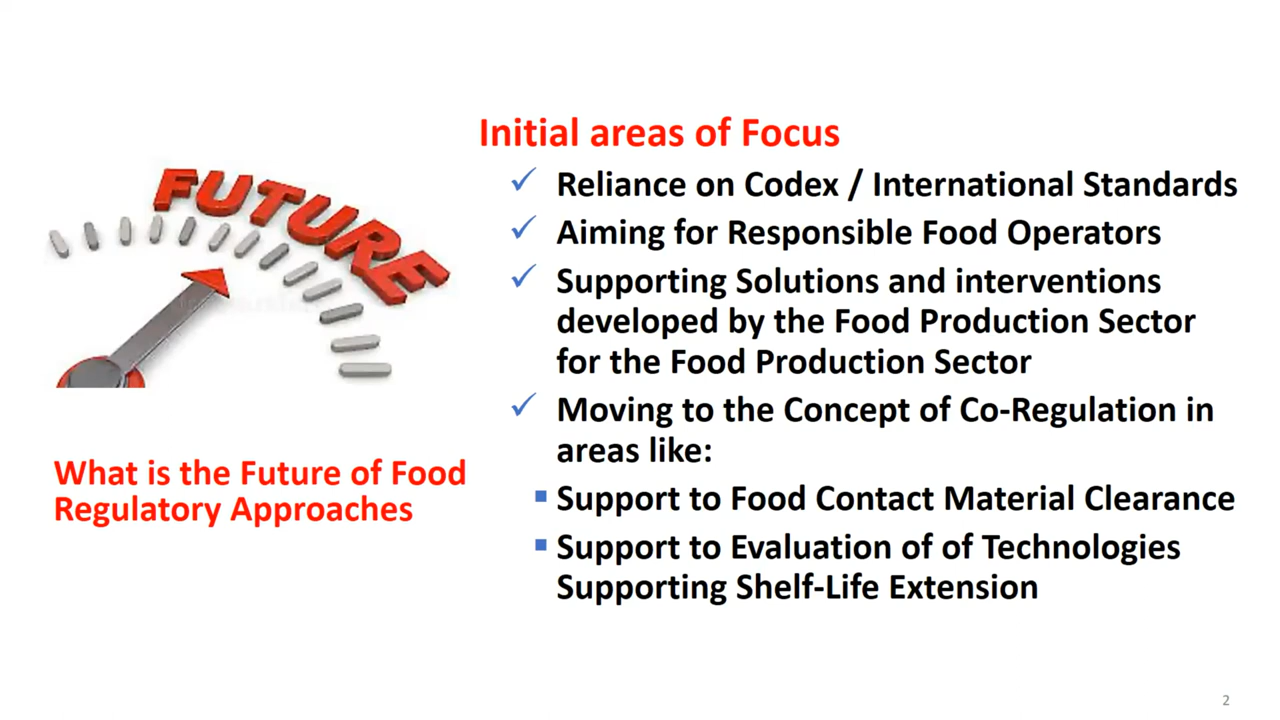 Initial areas of Focus
Reliance on Codex / International Standards
Aiming for Responsible Food Operators
Supporting Solutions and interventions
developed by the Food Production Sector
for the Food Production Sector
Moving to the Concept of Co-Regulation in
areas like:
Support to Food Contact Material Clearance
Support to Evaluation of of Technologies
Supporting Shelf-Life Extension
FUTURE
What is the Future of Food
Regulatory Approaches
2